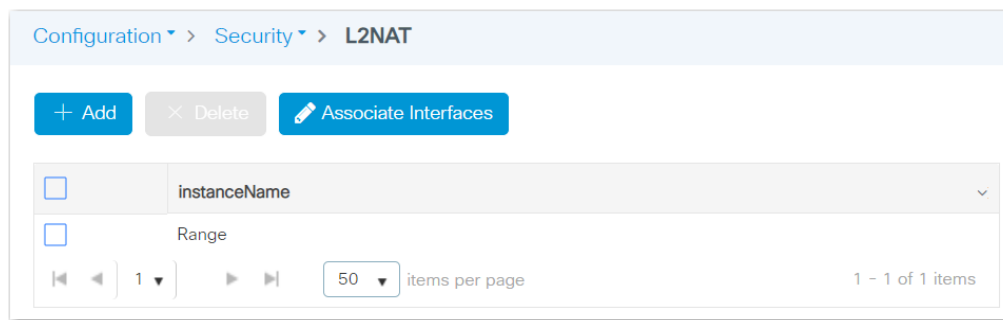 Configuration > Security > L2NAT
+ Add × Delete Associate Interfaces
instanceName
Range
1 50 items per page 1 - 1 of 1 items